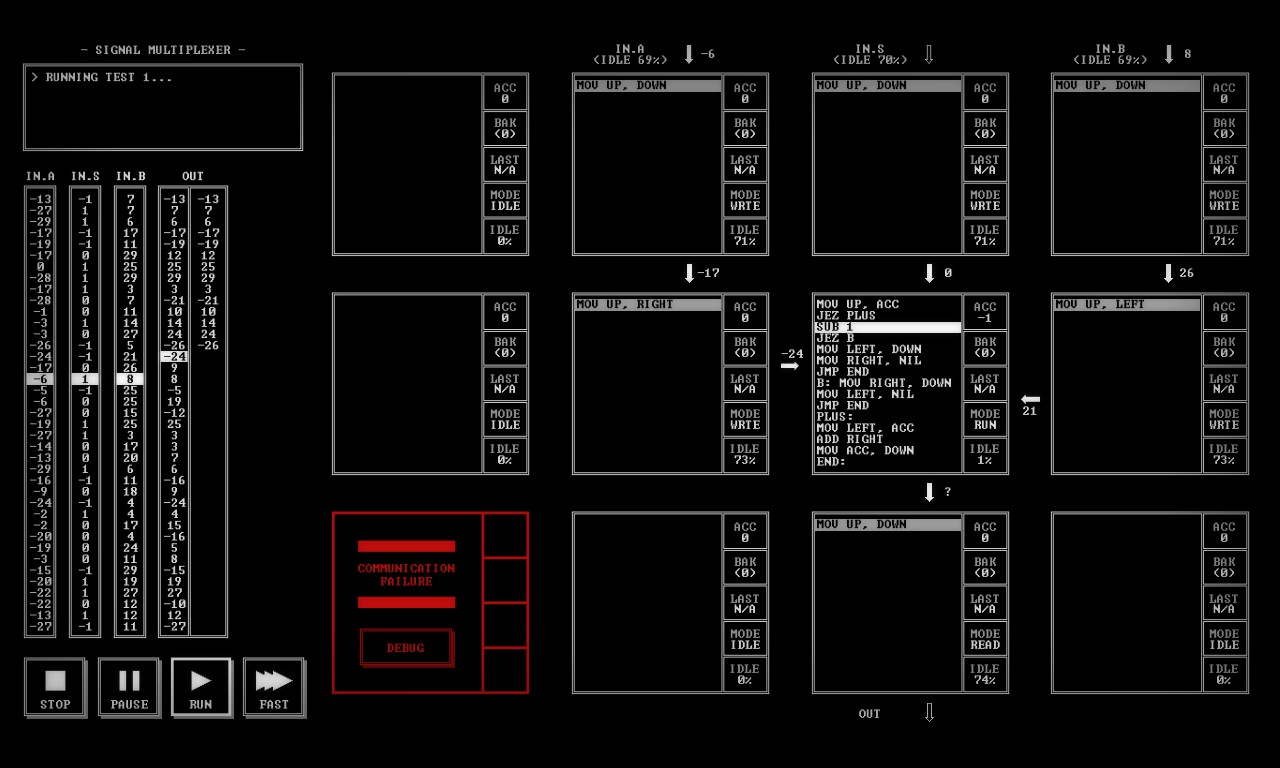 - SIGNAL MULTIPLEXER -
> RUNNING TEST 1...
IN.A IN.S IN.B OUT
-13 -1 7 -13 -13
-27 1 7 7 7
-29 1 6 6 6
-17 -1 17 -17 -17
-19 -1 11 -19 -19
-17 0 29 12 12
0 1 25 25 25
-28 1 29 29 29
-17 1 3 3 3
-28 0 7 -21 -21
-1 0 11 10 10
-3 1 14 14 14
-3 0 27 24 24
-26 -1 5 -26 -26
-24 -1 21 -24
-17 0 26 9
-6 1 8 8
-5 -1 25 -5
-6 0 25 19
-27 0 15 -12
-19 1 25 25
-27 1 3 3
-14 0 17 3
-13 0 20 7
-29 1 6 6
-16 -1 11 -16
-9 0 18 9
-24 -1 4 -24
-2 1 4 4
-2 0 17 15
-20 0 4 -16
-19 0 24 5
-3 0 11 8
-15 -1 29 -15
-20 1 19 19
-22 1 27 27
-22 0 12 -10
-13 1 12 12
-27 -1 11 -27
STOP PAUSE RUN FAST
IN.A
(IDLE 69%)
-6
IN.S
(IDLE 70%)
IN.B
(IDLE 69%)
8
ACC
0
BAK
(0)
LAST
N/A
MODE
IDLE
IDLE
0%
MOV UP, DOWN
ACC
0
BAK
(0)
LAST
N/A
MODE
WRTE
IDLE
71%
MOV UP, DOWN
ACC
0
BAK
(0)
LAST
N/A
MODE
WRTE
IDLE
71%
MOV UP, DOWN
ACC
0
BAK
(0)
LAST
N/A
MODE
WRTE
IDLE
71%
-17
0
26
ACC
0
BAK
(0)
LAST
N/A
MODE
IDLE
IDLE
0%
MOV UP, RIGHT
ACC
0
BAK
(0)
LAST
N/A
MODE
WRTE
IDLE
73%
-24
MOV UP, ACC
JEZ PLUS
SUB 1
JEZ B
MOV LEFT, DOWN
MOV RIGHT, NIL
JMP END
B: MOV RIGHT, DOWN
MOV LEFT, NIL
JMP END
PLUS:
MOV LEFT, ACC
ADD RIGHT
MOV ACC, DOWN
END:
ACC
-1
BAK
(0)
LAST
N/A
MODE
RUN
IDLE
1%
21
MOV UP, LEFT
ACC
0
BAK
(0)
LAST
N/A
MODE
WRTE
IDLE
73%
?
COMMUNICATION
FAILURE
DEBUG
ACC
0
BAK
(0)
LAST
N/A
MODE
IDLE
IDLE
0%
MOV UP, DOWN
ACC
0
BAK
(0)
LAST
N/A
MODE
READ
IDLE
74%
ACC
0
BAK
(0)
LAST
N/A
MODE
IDLE
IDLE
0%
OUT